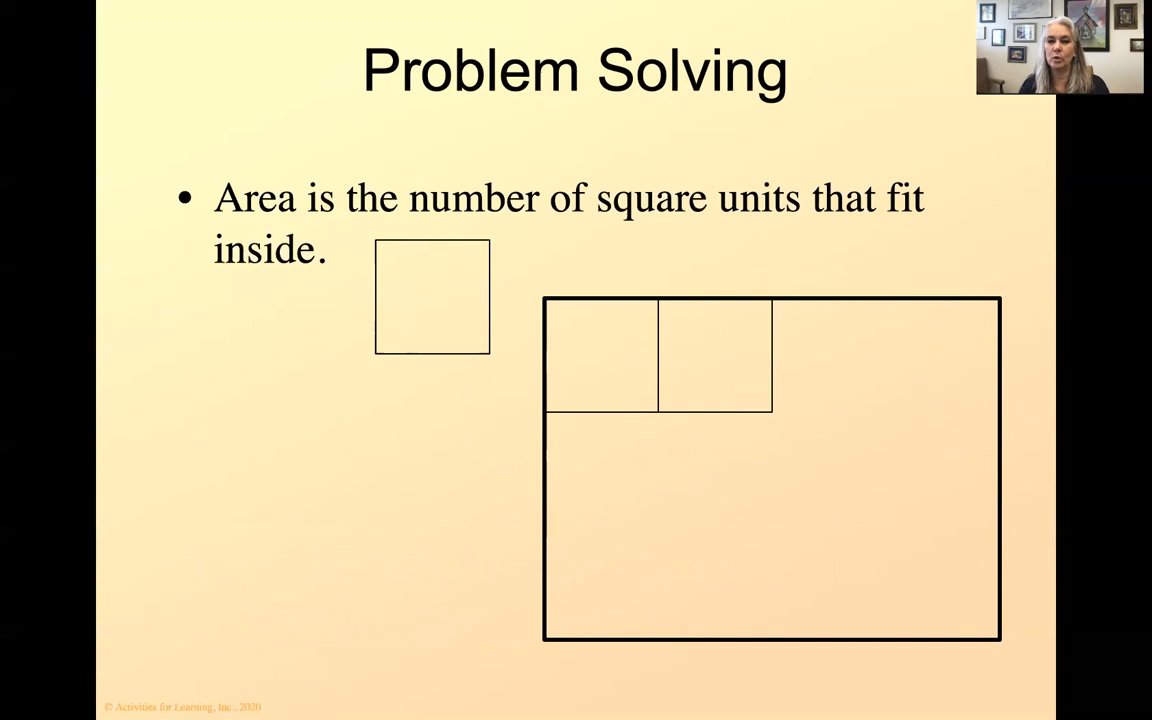 Problem Solving
• Area is the number of square units that fit
inside.
© Activities for Learning, Inc., 2020